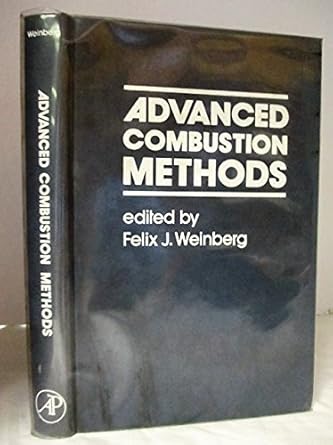 Weinberg
ADVANCED COMBUSTION METHODS
AP
ADVANCED
COMBUSTION
METHODS
edited by
Felix J. Weinberg